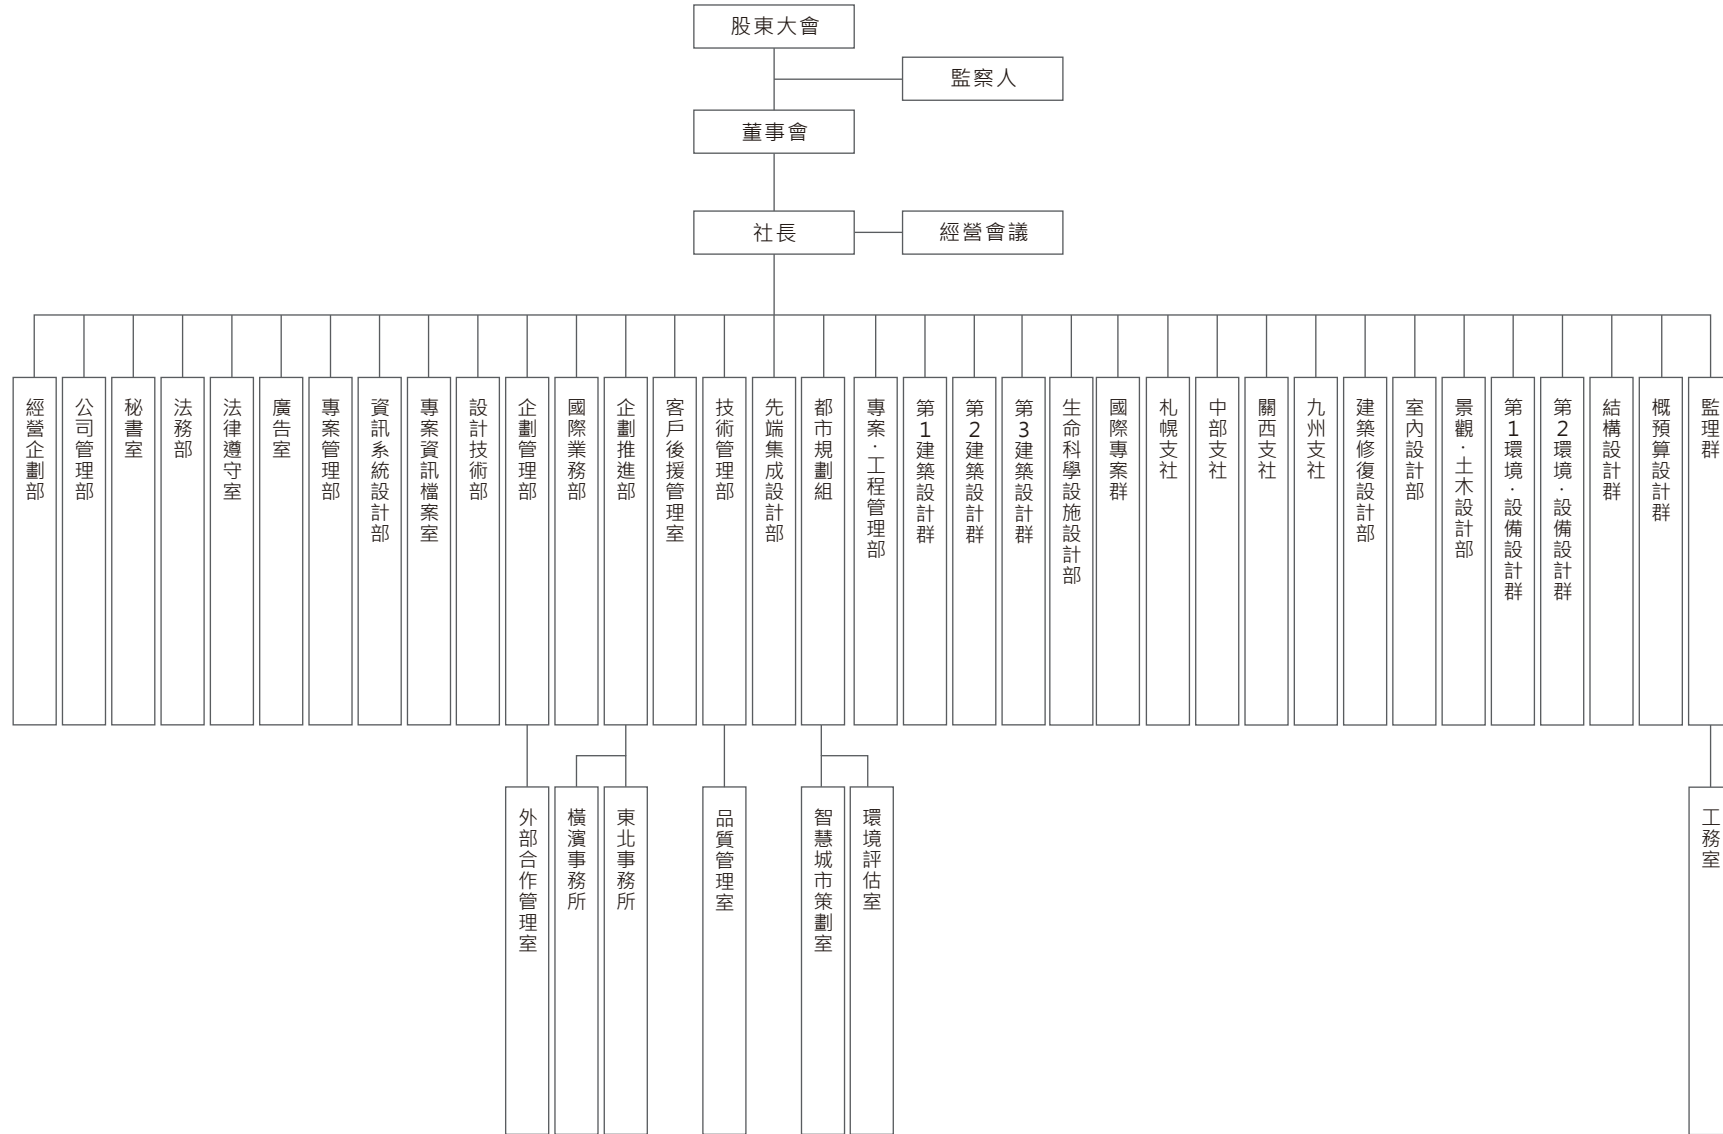 股東大會
監察人
董事會
社長
經營會議
經營企劃部
公司管理部
秘書室
法務部
法律遵守室
廣告室
專案管理部
資訊系統設計部
專案資訊檔案室
設計技術部
企劃管理部
國際業務部
企劃推進部
客戶後援管理室
技術管理部
先端集成設計部
都市規劃組
專案·工程管理部
第1建築設計群
第2建築設計群
第3建築設計群
生命科學設施設計部
國際專案群
札幌支社
中部支社
關西支社
九州支社
建築修復設計部
室內設計部
景觀·土木設計部
第1環境·設備設計群
第2環境·設備設計群
結構設計群
概預算設計群
監理群
外部合作管理室
橫濱事務所
東北事務所
品質管理室
智慧城市策劃室
環境評估室
工務室